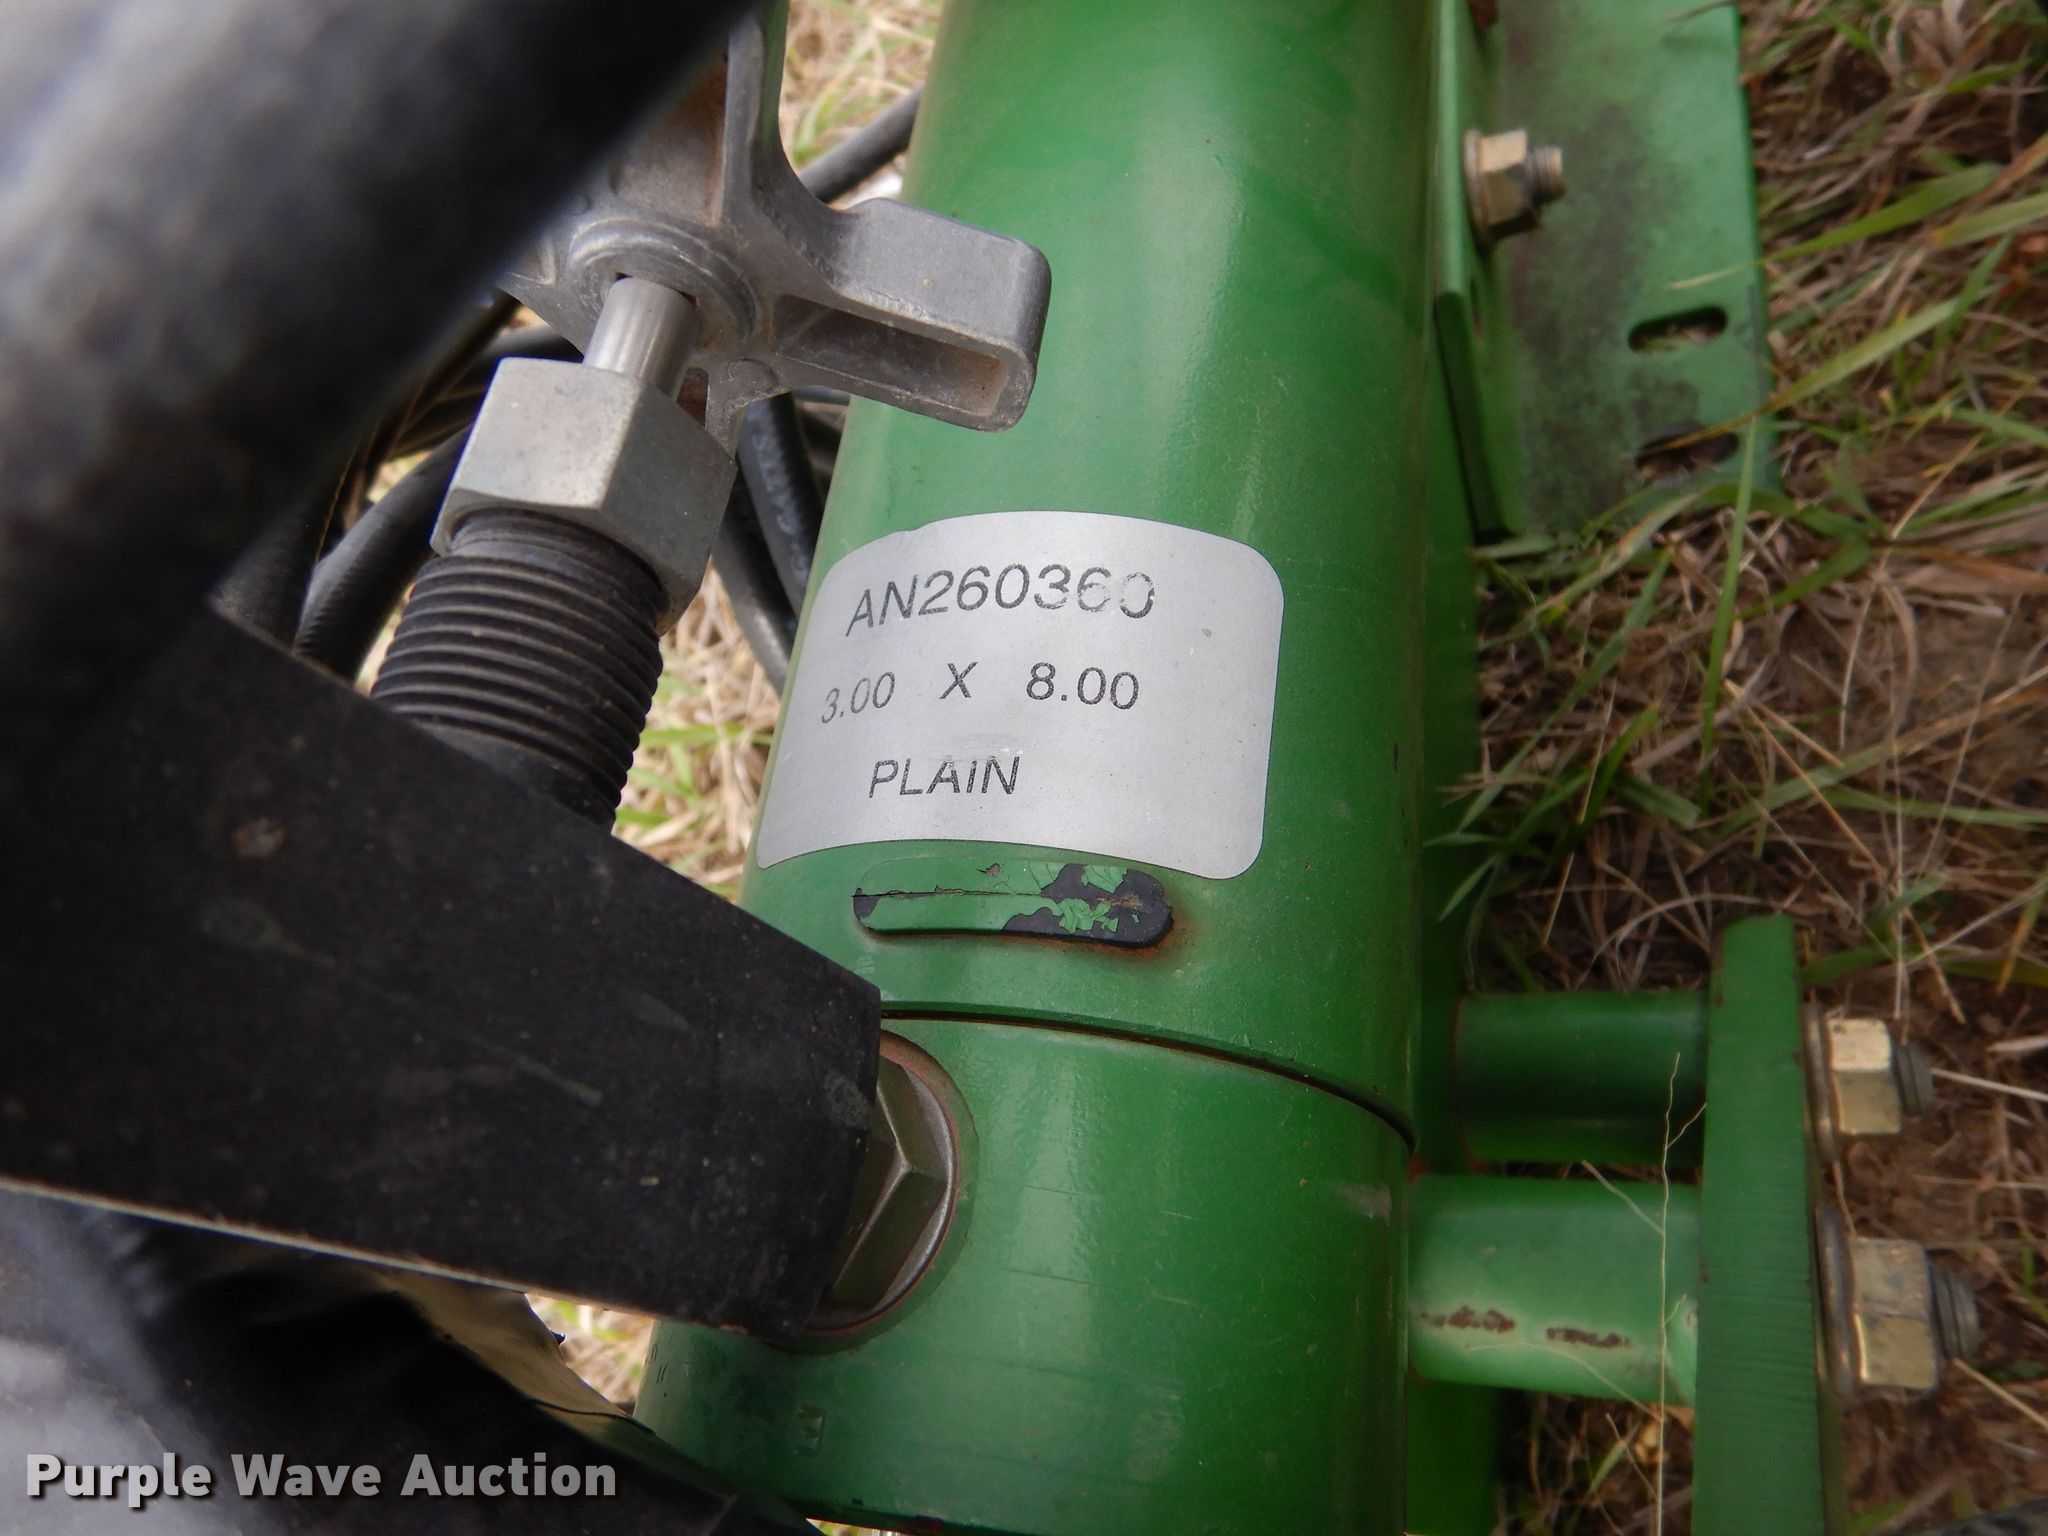 AN260360
3.00 X 8.00
PLAIN
Purple Wave Auction